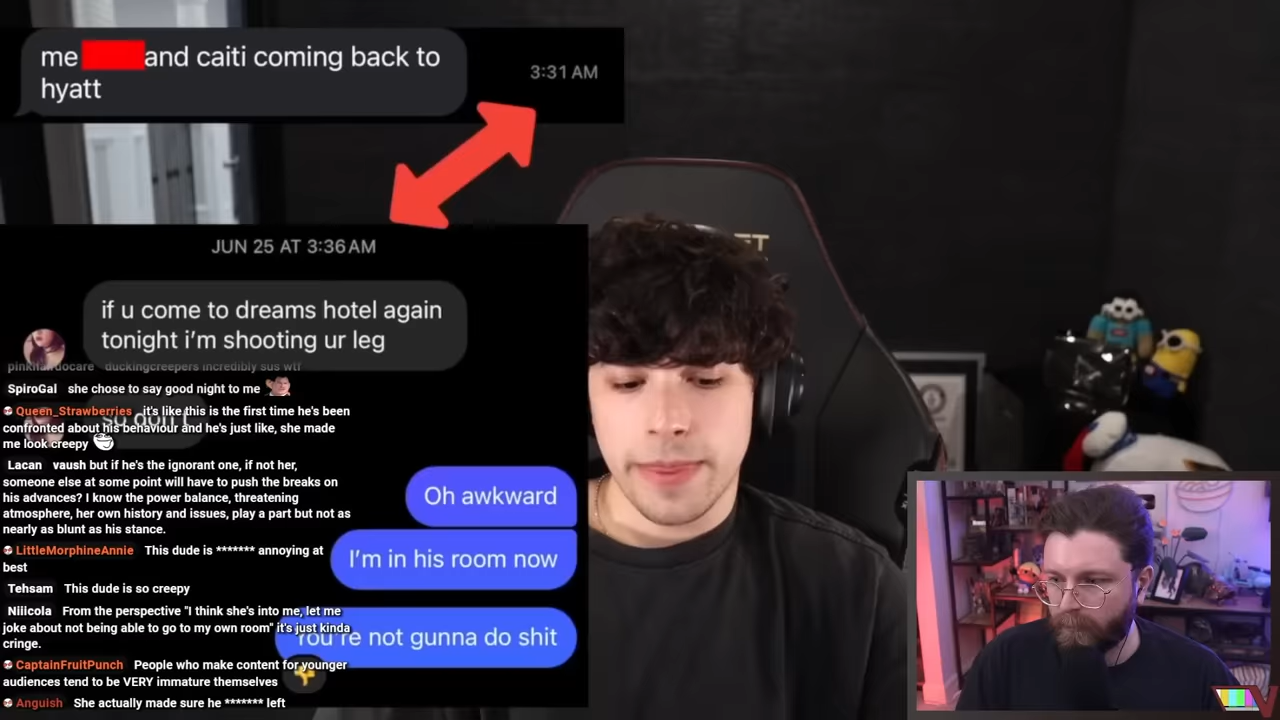 me and caiti coming back to
hyatt
3:31 AM
JUN 25 AT 3:36 AM
if u come to dreams hotel again
tonight i'm shooting ur leg
duckingcreepers incredibly sus wtf
SpiroGal she chose to say good night to me
Queen_Strawberries it's like this is the first time he's been
confronted about his behaviour and he's just like, she made
me look creepy
Lacan vaush but if he's the ignorant one, if not her,
someone else at some point will have to push the breaks on
his advances? I know the power balance, threatening
atmosphere, her own history and issues, play a part but not as
nearly as blunt as his stance.
Oh awkward
LittleMorphineAnnie This dude is ******* annoying at
best
I'm in his room now
Tehsam This dude is so creepy
Niiicola From the perspective "I think she's into me, let me
joke about not being able to go to my own room" it's just kinda
cringe.
You're not gunna do shit
CaptainFruitPunch People who make content for younger
audiences tend to be VERY immature themselves
Anguish She actually made sure he ******* left